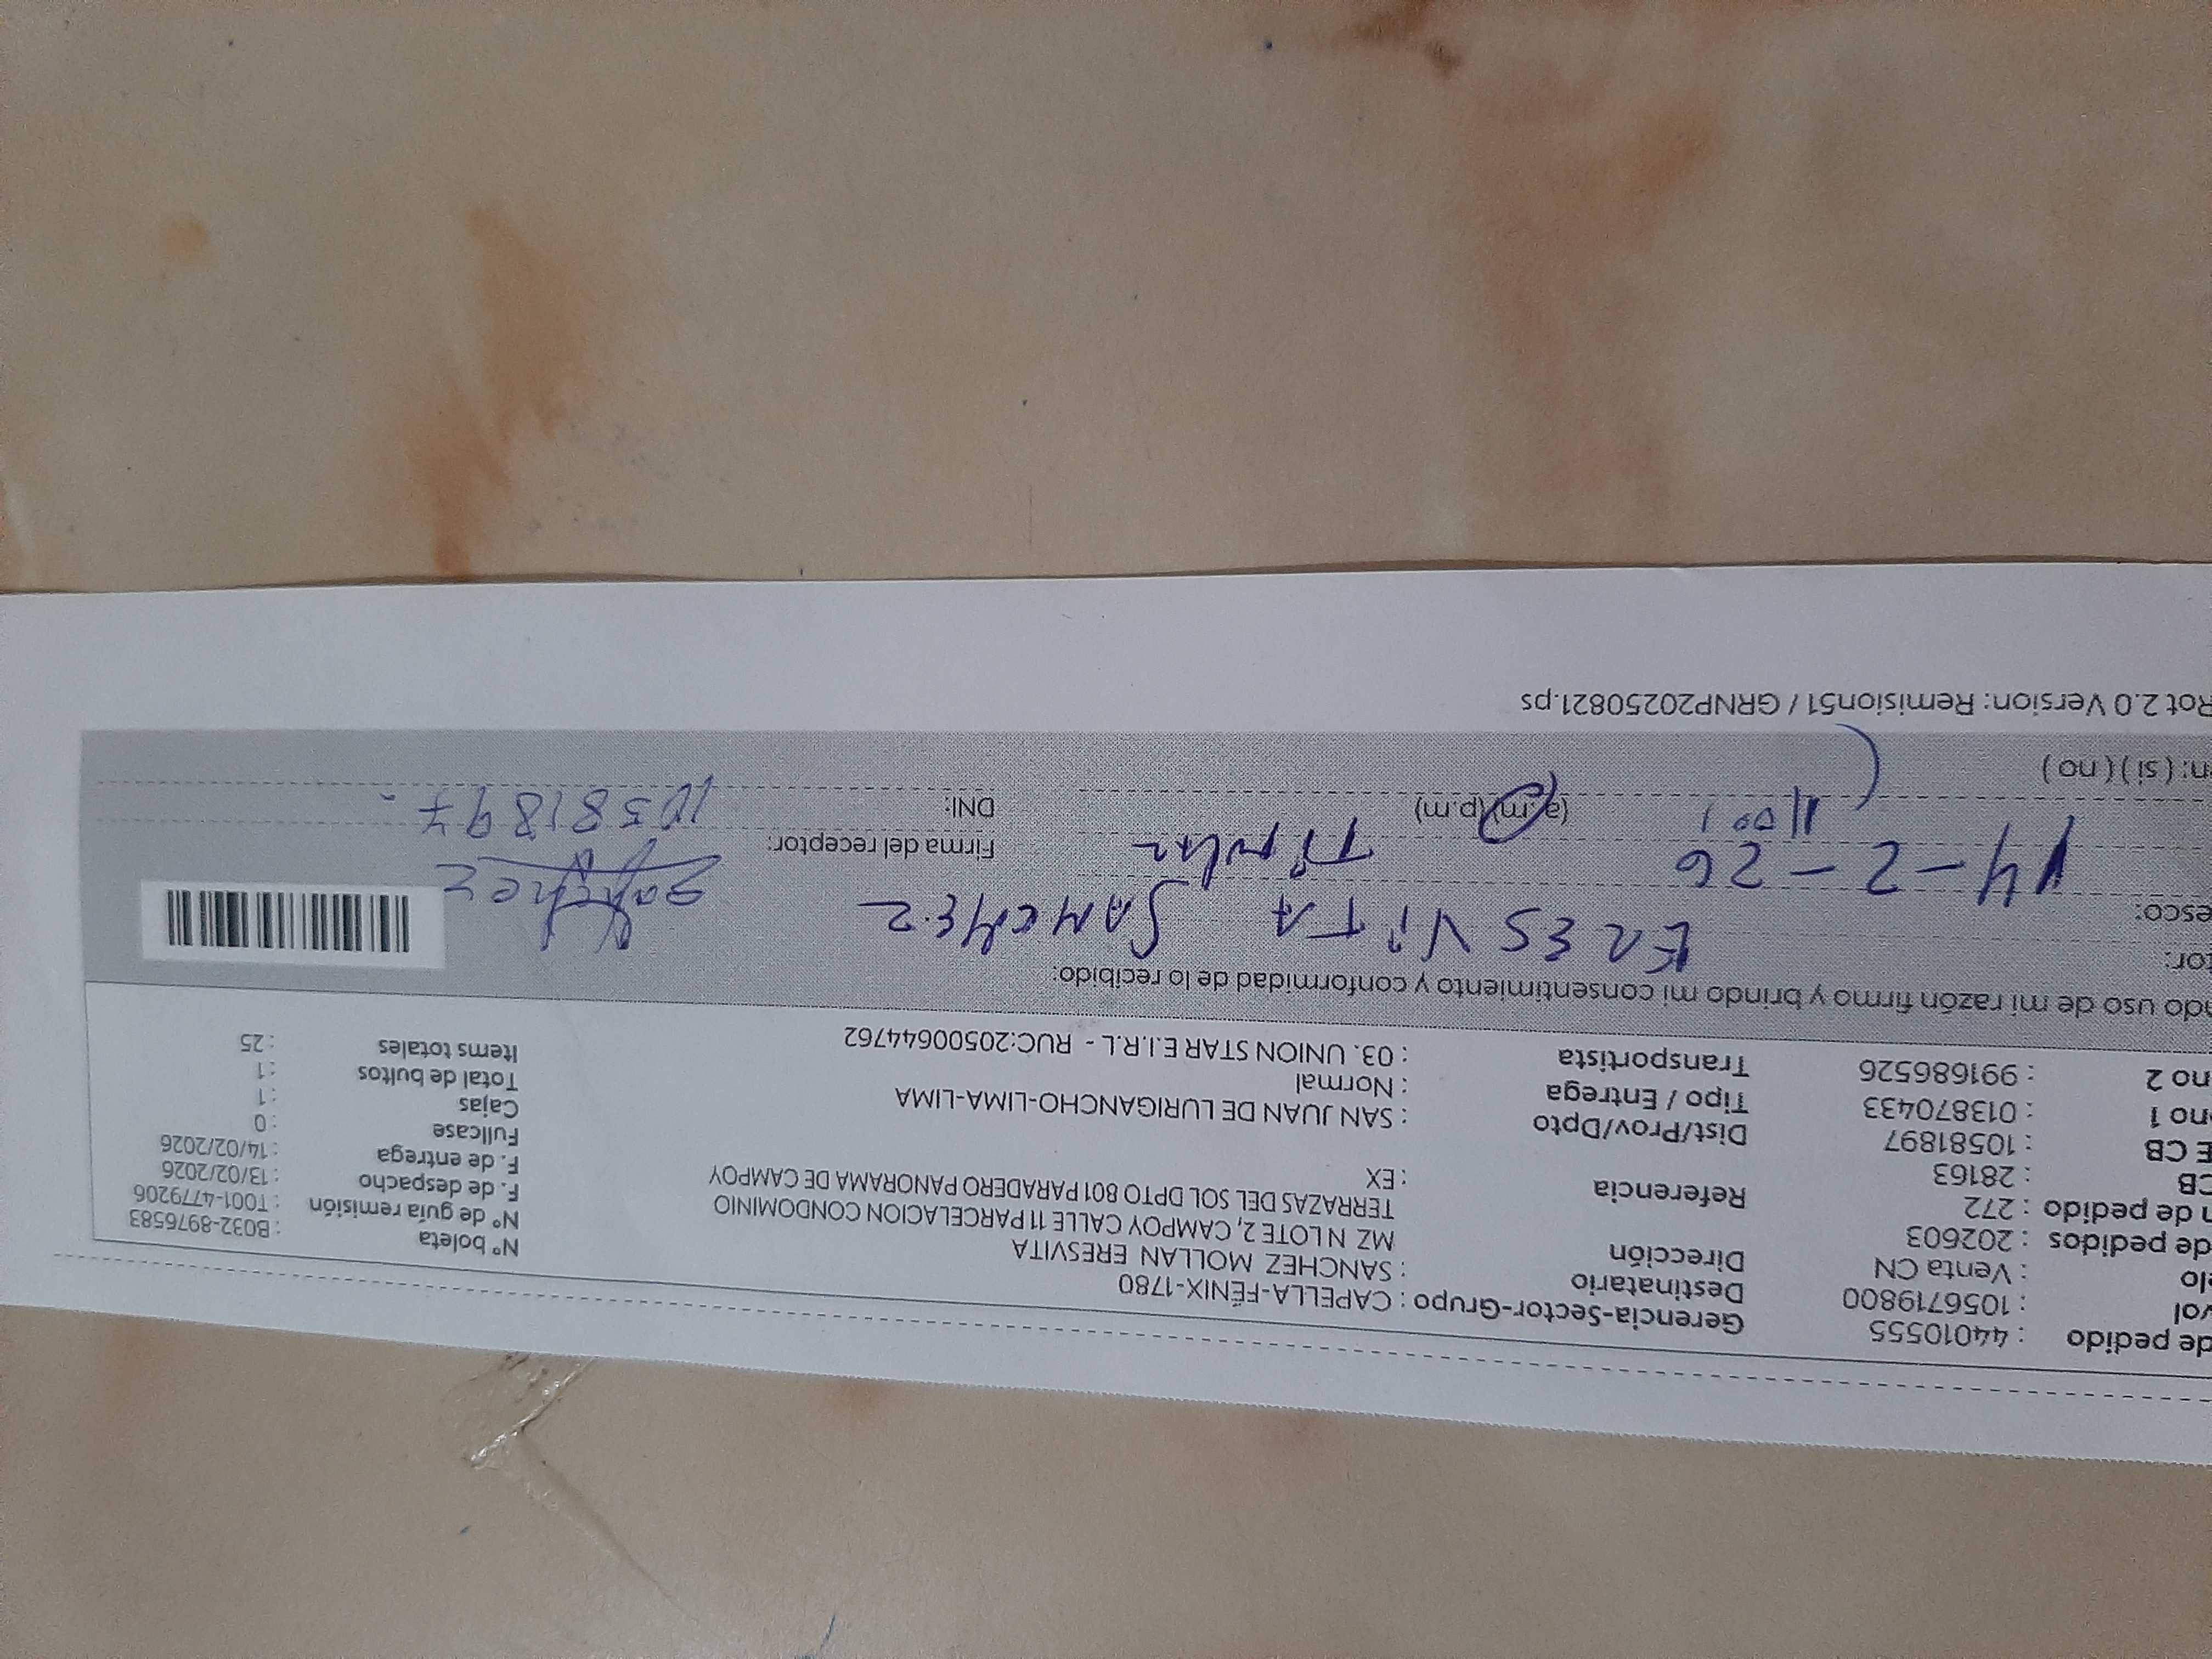 de pedido : 44010555 Gerencia-Sector-Grupo : CAPELLA-FÉNIX-1780
vol : 1056719800 Destinatario : SANCHEZ MOLLAN ERESVITA Nº boleta : B032-8976583
elo : Venta CN Dirección MZ N LOTE 2, CAMPOY CALLE 11 PARCELACION CONDOMINIO Nº de guía remisión : T001-4779206
de pedidos : 202603 TERRAZAS DEL SOL DPTO 801 PARADERO PANORAMA DE CAMPOY F. de despacho : 13/02/2026
n de pedido : 272 Referencia : EX F. de entrega : 14/02/2026
CB : 28163 Fullcase : 0
E CB : 10581897 Dist/Prov/Dpto : SAN JUAN DE LURIGANCHO-LIMA-LIMA Cajas : 1
ono 1 : 013870433 Tipo / Entrega : Normal Total de bultos : 1
no 2 : 991686526 Transportista : 03. UNION STAR E.I.R.L - RUC:20500644762 Items totales : 25
ndo uso de mi razón firmo y brindo mi consentimiento y conformidad de lo recibido:
tor: ERESViTA SANCHEZ
esco: Titular Firma del receptor: Sanchez
14-2-26
11:00 (a.m) (p.m) DNI: 10581897.
n: ( si ) ( no )
Rot 2.0 Version: Remision51 / GRNP20250821.ps